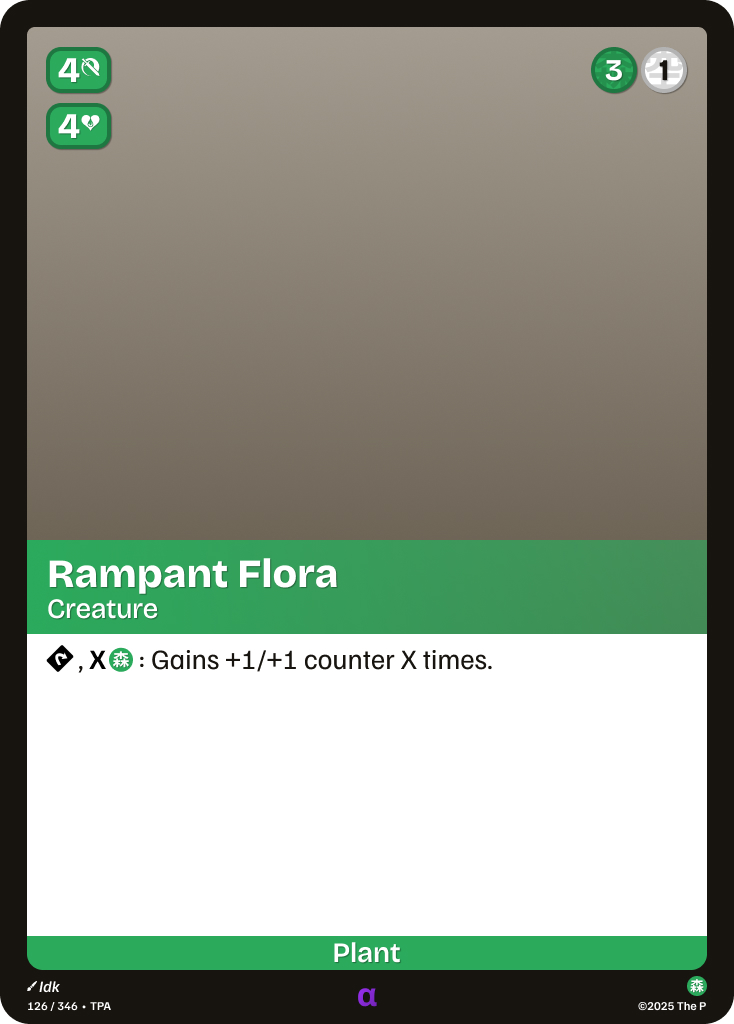 4
3 1
4
Rampant Flora
Creature
, X森 : Gains +1/+1 counter X times.
Plant
Idk
126 / 346 • TPA
α
森
©2025 The P